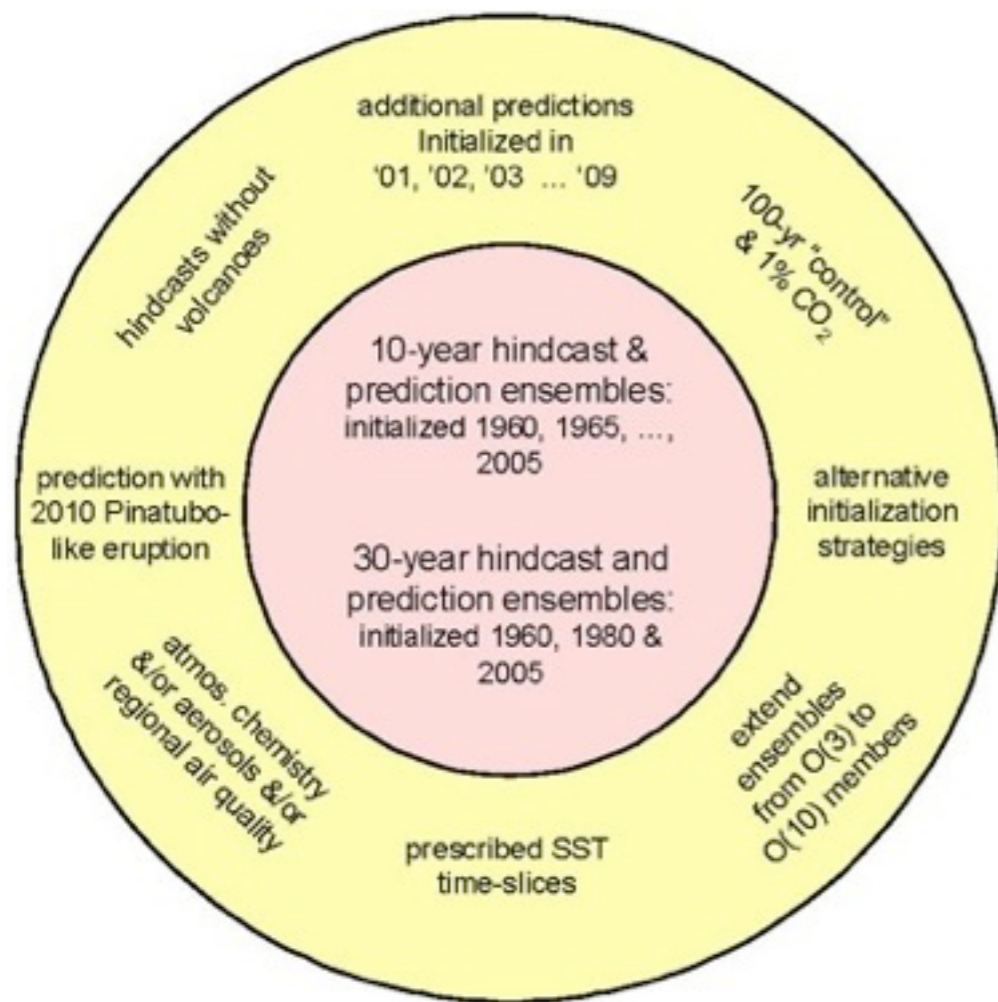 additional predictions
Initialized in
'01, '02, '03 ... '09
100-yr "control"
& 1% CO₂
alternative
initialization
strategies
extend
ensembles
from O(3) to
O(10) members
prescribed SST
time-slices
atmos. chemistry
&/or aerosols &/or
regional air quality
prediction with
2010 Pinatubo-
like eruption
hindcasts without
volcanoes
10-year hindcast &
prediction ensembles:
initialized 1960, 1965, ...,
2005
30-year hindcast and
prediction ensembles:
initialized 1960, 1980 &
2005